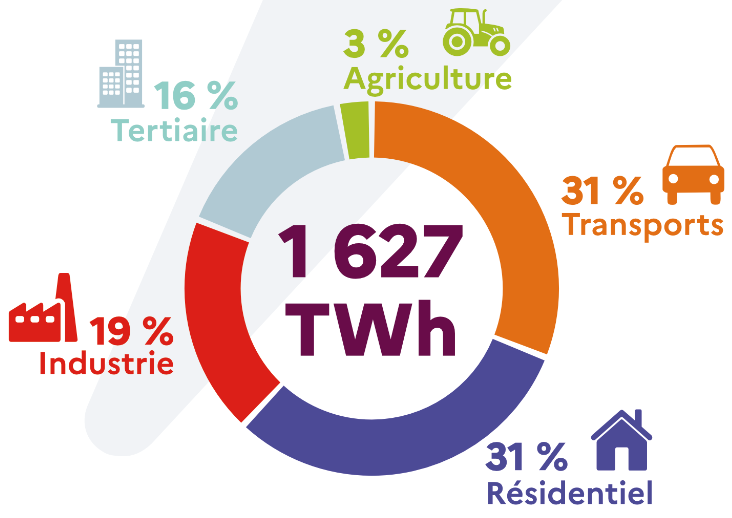 3 %
Agriculture
16 %
Tertiaire
31 %
Transports
1 627
TWh
19 %
Industrie
31 %
Résidentiel